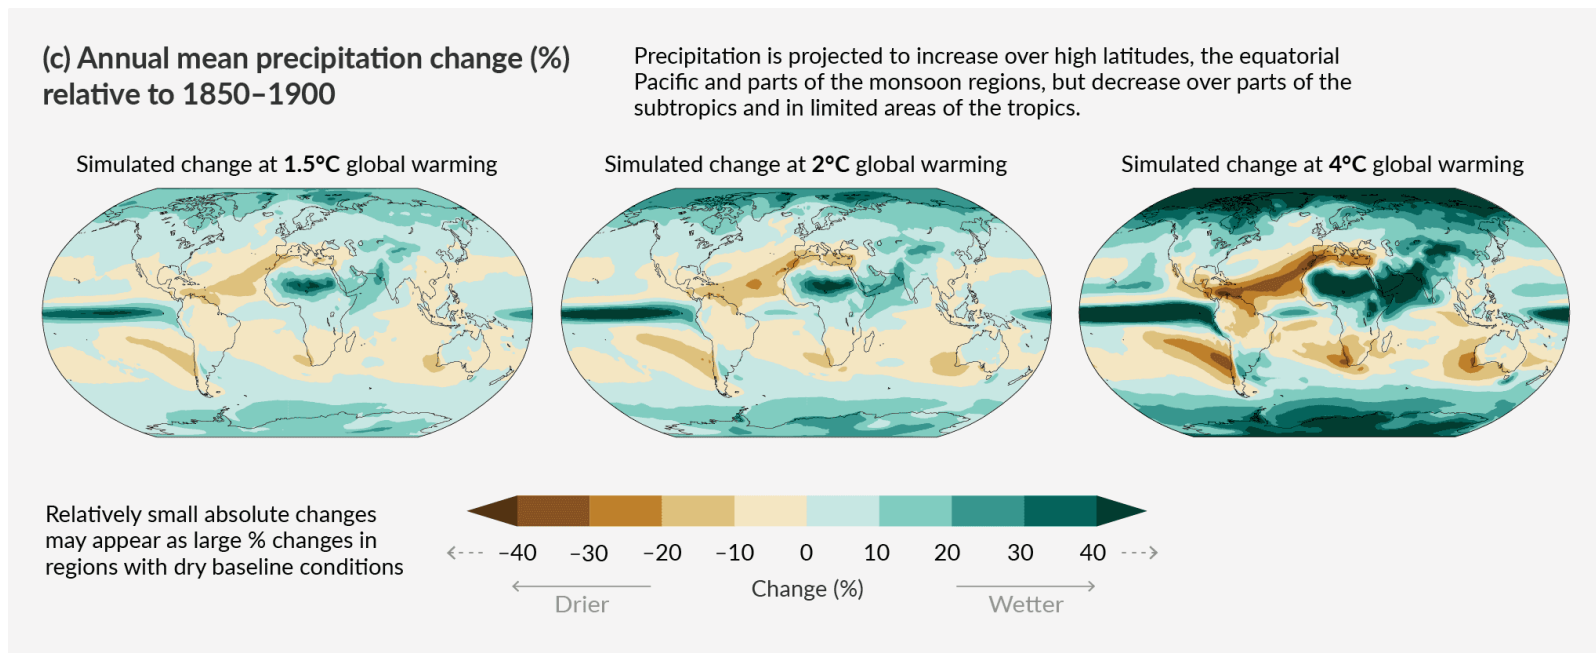 (c) Annual mean precipitation change (%)
relative to 1850–1900
Precipitation is projected to increase over high latitudes, the equatorial
Pacific and parts of the monsoon regions, but decrease over parts of the
subtropics and in limited areas of the tropics.
Simulated change at 1.5°C global warming
Simulated change at 2°C global warming
Simulated change at 4°C global warming
Relatively small absolute changes
may appear as large % changes in
regions with dry baseline conditions
–40 –30 –20 –10 0 10 20 30 40
Change (%)
Drier
Wetter